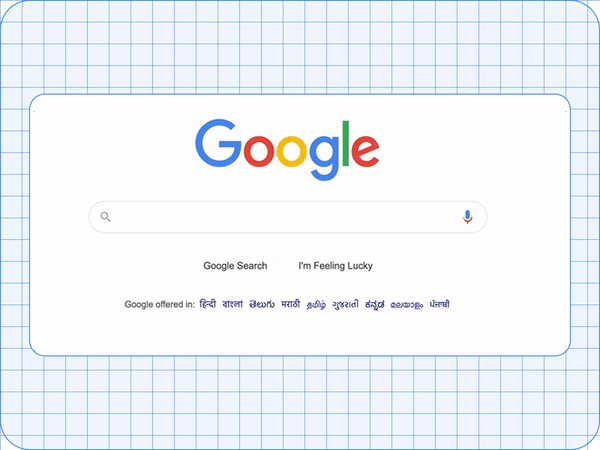 Google
Google Search I'm Feeling Lucky
Google offered in: हिन्दी বাংলা తెలుగు मराठी தமிழ் ગુજરાતી ಕನ್ನಡ മലയാളം ਪੰਜਾਬੀ